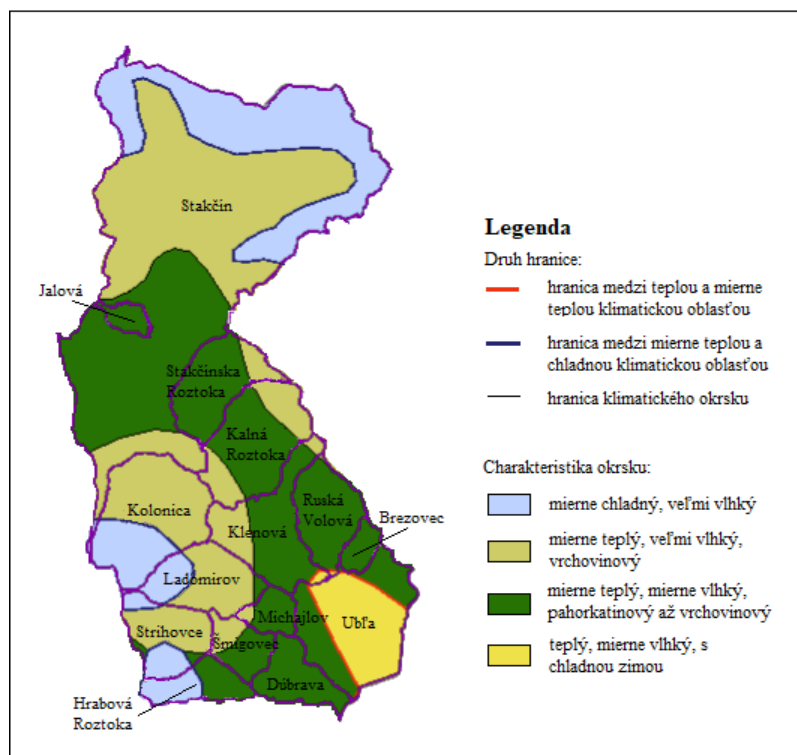 Stakčín
Jalová
Stakčínska
Roztoka
Kalná
Roztoka
Kolonica
Ruská
Volová
Brezovec
Klenová
Ladomirov
Michajlov
Ubľa
Strihovce
Šmigovec
Dúbrava
Hrabová
Roztoka
Legenda
Druh hranice:
hranica medzi teplou a mierne
teplou klimatickou oblasťou
hranica medzi mierne teplou a
chladnou klimatickou oblasťou
hranica klimatického okrsku
Charakteristika okrsku:
mierne chladný, veľmi vlhký
mierne teplý, veľmi vlhký,
vrchovinový
mierne teplý, mierne vlhký,
pahorkatinový až vrchovinový
teplý, mierne vlhký, s
chladnou zimou